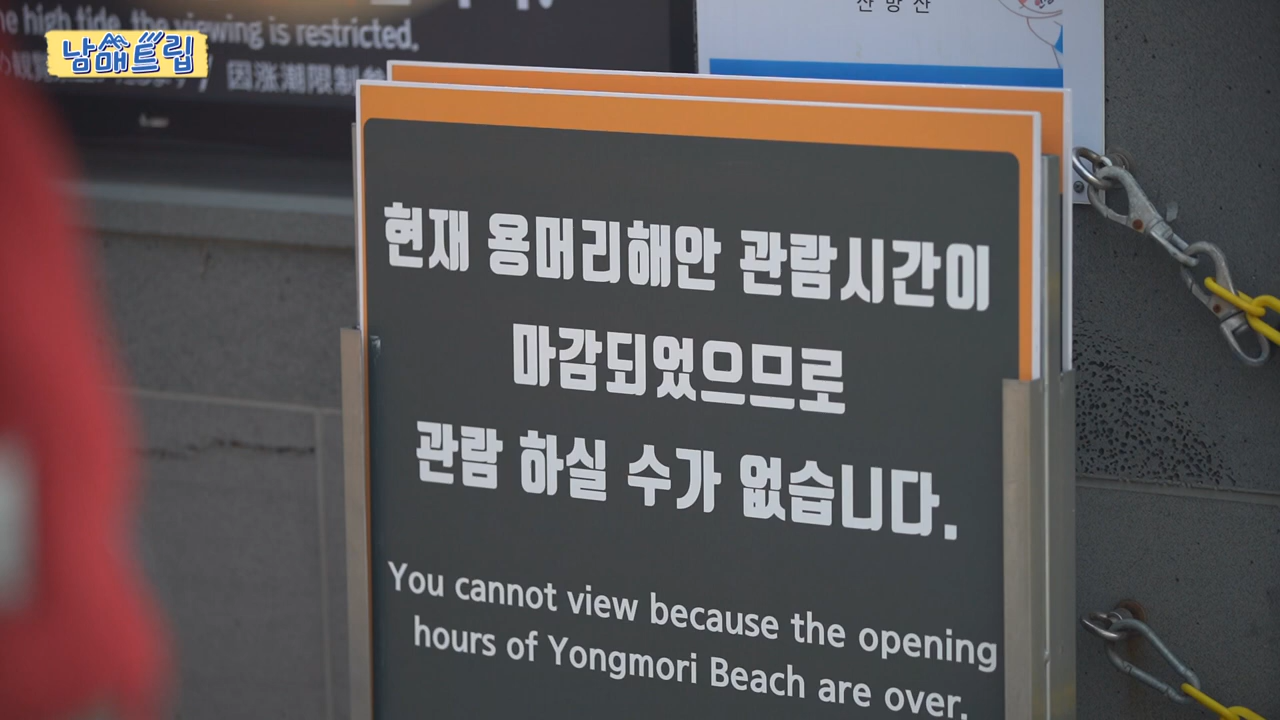 he high tide, the viewing is restricted.
남매트립
因涨潮限制
산방산
현재 용머리해안 관람시간이
마감되었으므로
관람 하실 수가 없습니다.
You cannot view because the opening
hours of Yongmori Beach are over.